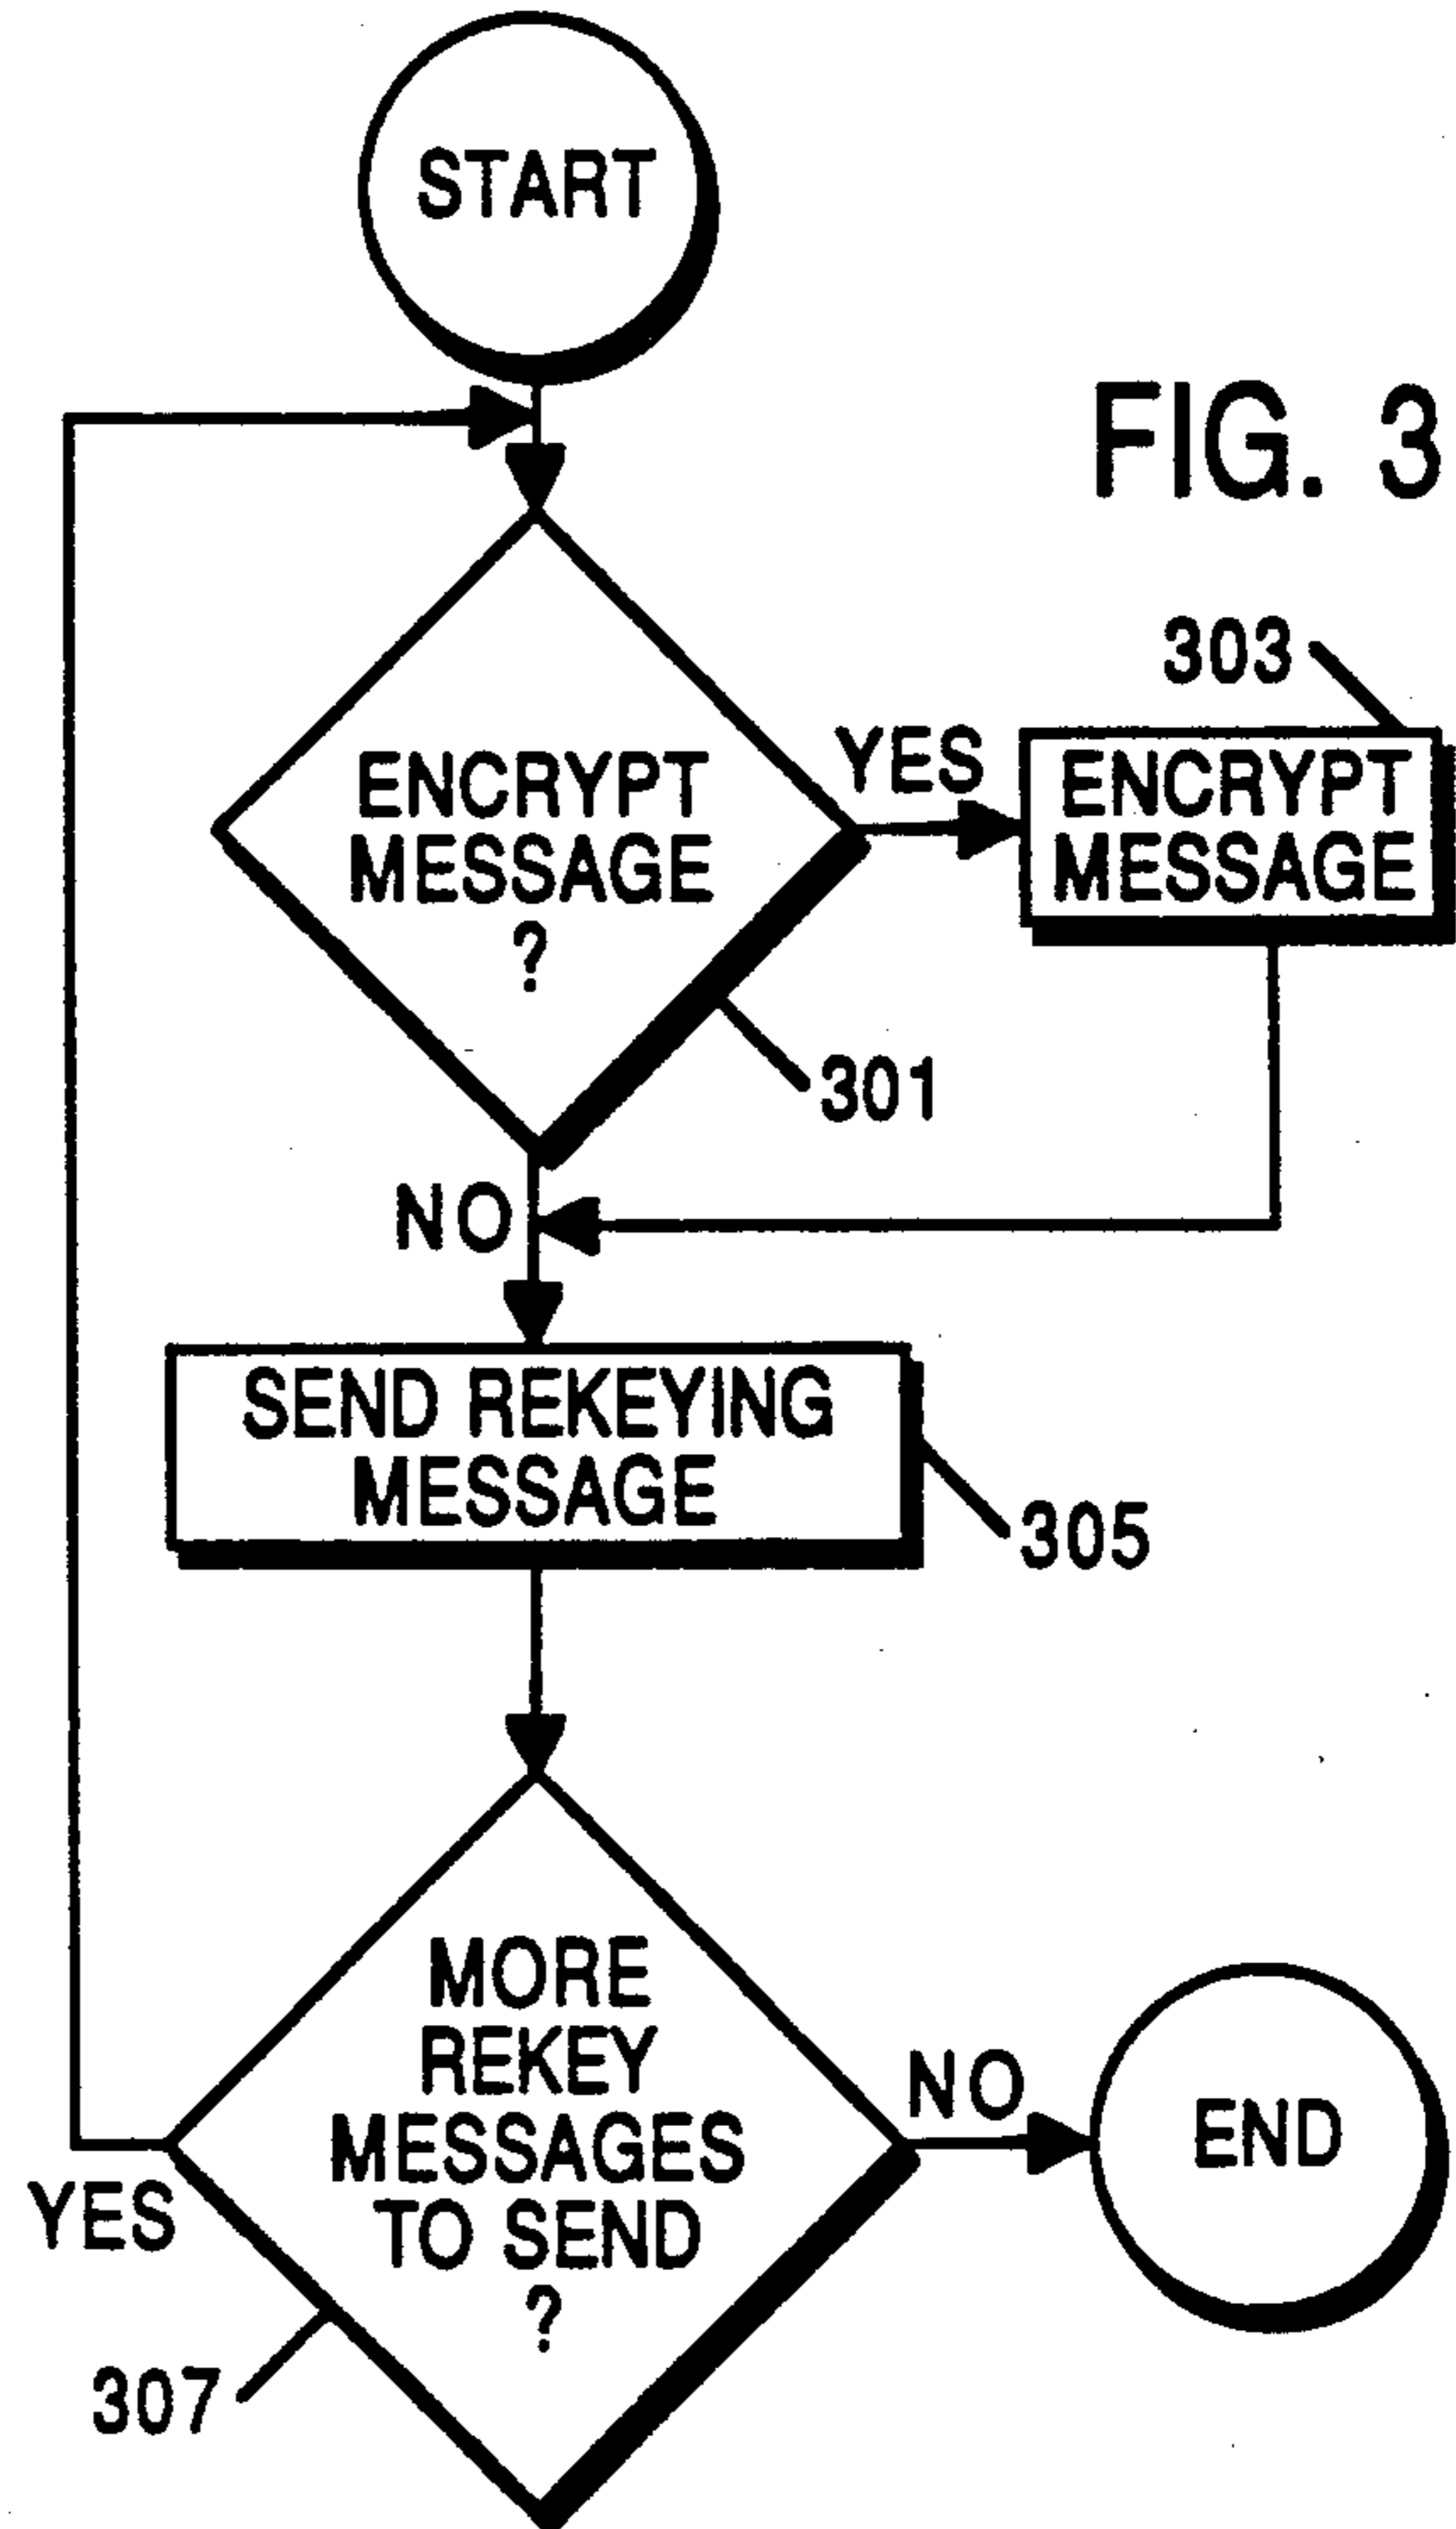 START
FIG. 3
303
ENCRYPT
MESSAGE
?
YES
ENCRYPT
MESSAGE
301
NO
SEND REKEYING
MESSAGE
305
MORE
REKEY
MESSAGES
TO SEND
?
NO
END
YES
307